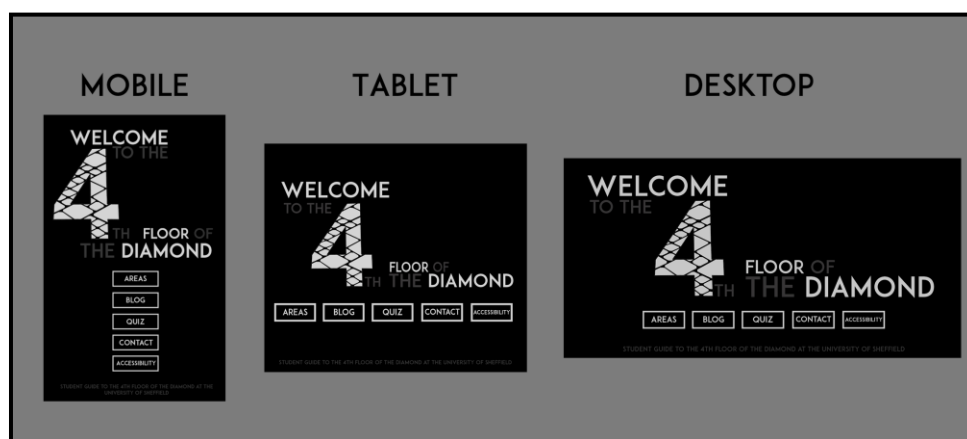 MOBILE
WELCOME
TO THE
4
TH FLOOR OF
THE DIAMOND
AREAS
BLOG
QUIZ
CONTACT
ACCESSIBILITY
STUDENT GUIDE TO THE 4TH FLOOR OF THE DIAMOND AT THE
UNIVERSITY OF SHEFFIELD
TABLET
WELCOME
TO THE
4
FLOOR OF
TH THE DIAMOND
AREAS BLOG QUIZ CONTACT ACCESSIBILITY
STUDENT GUIDE TO THE 4TH FLOOR OF THE DIAMOND AT THE UNIVERSITY OF SHEFFIELD
DESKTOP
WELCOME
TO THE
4
FLOOR OF
TH THE DIAMOND
AREAS BLOG QUIZ CONTACT ACCESSIBILITY
STUDENT GUIDE TO THE 4TH FLOOR OF THE DIAMOND AT THE UNIVERSITY OF SHEFFIELD